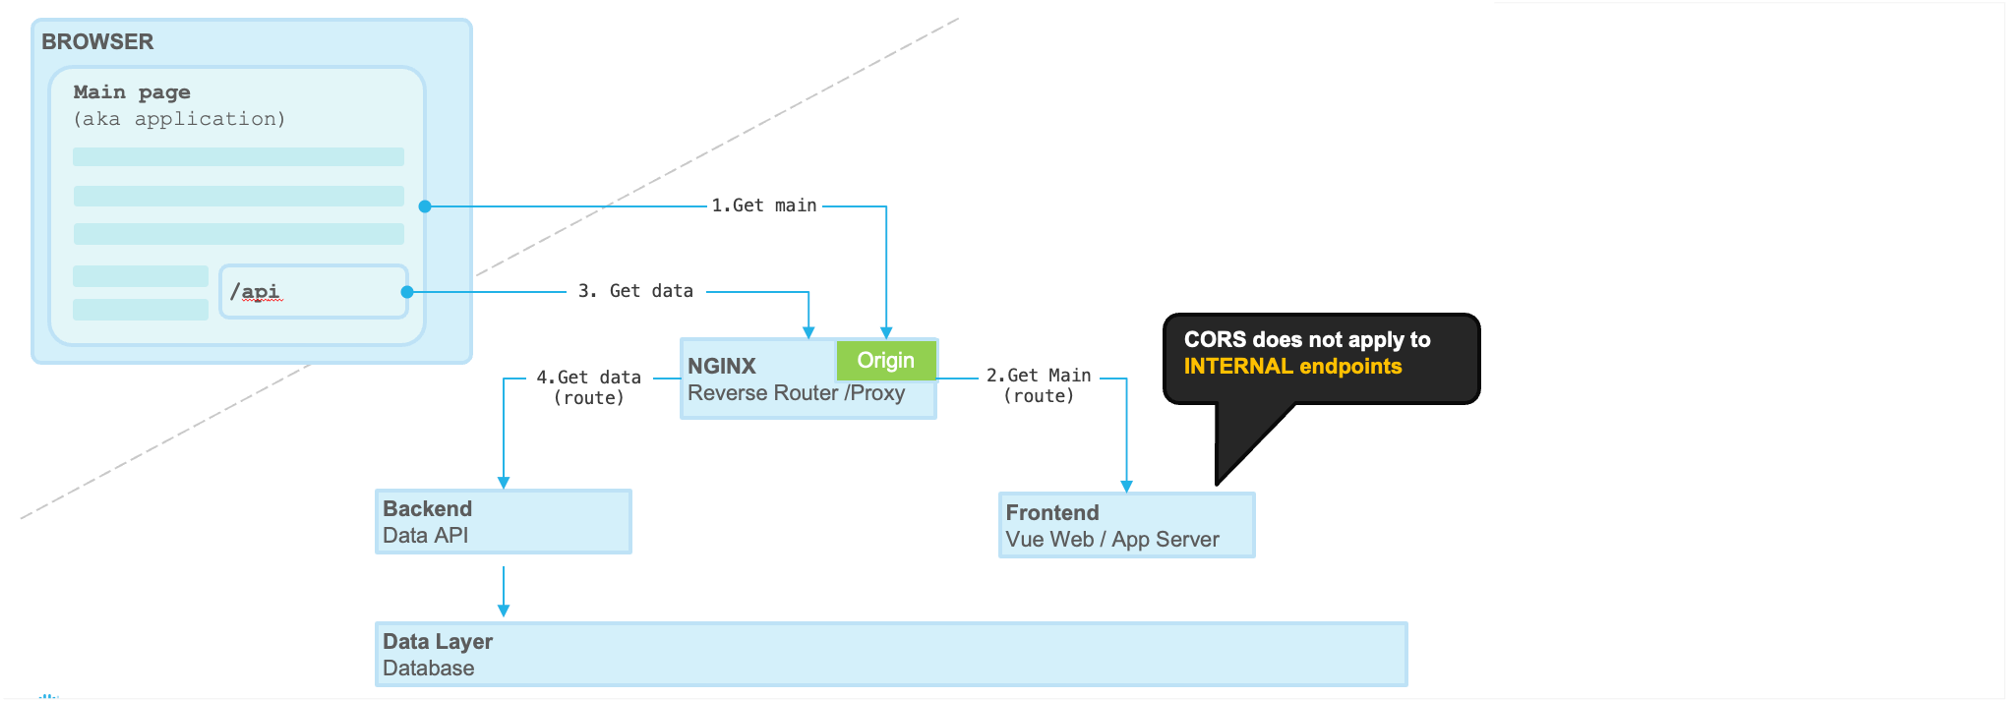 BROWSER
Main page
(aka application)
1.Get main
/api
3. Get data
CORS does not apply to
INTERNAL endpoints
NGINX
Origin
Reverse Router /Proxy
4.Get data
(route)
2.Get Main
(route)
Backend
Data API
Frontend
Vue Web / App Server
Data Layer
Database